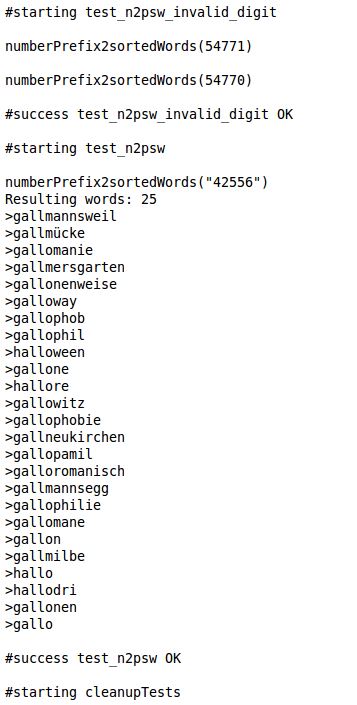 #starting test_n2psw_invalid_digit
numberPrefix2sortedWords(54771)
numberPrefix2sortedWords(54770)
#success test_n2psw_invalid_digit OK
#starting test_n2psw
numberPrefix2sortedWords("42556")
Resulting words: 25
>gallmannsweil
>gallmücke
>gallomanie
>gallmersgarten
>gallonenweise
>galloway
>gallophob
>gallophil
>halloween
>gallone
>hallore
>gallowitz
>gallophobie
>gallneukirchen
>gallopamil
>galloromanisch
>gallmannsegg
>gallophilie
>gallomane
>gallon
>gallmilbe
>hallo
>hallodri
>gallonen
>gallo
#success test_n2psw OK
#starting cleanupTests